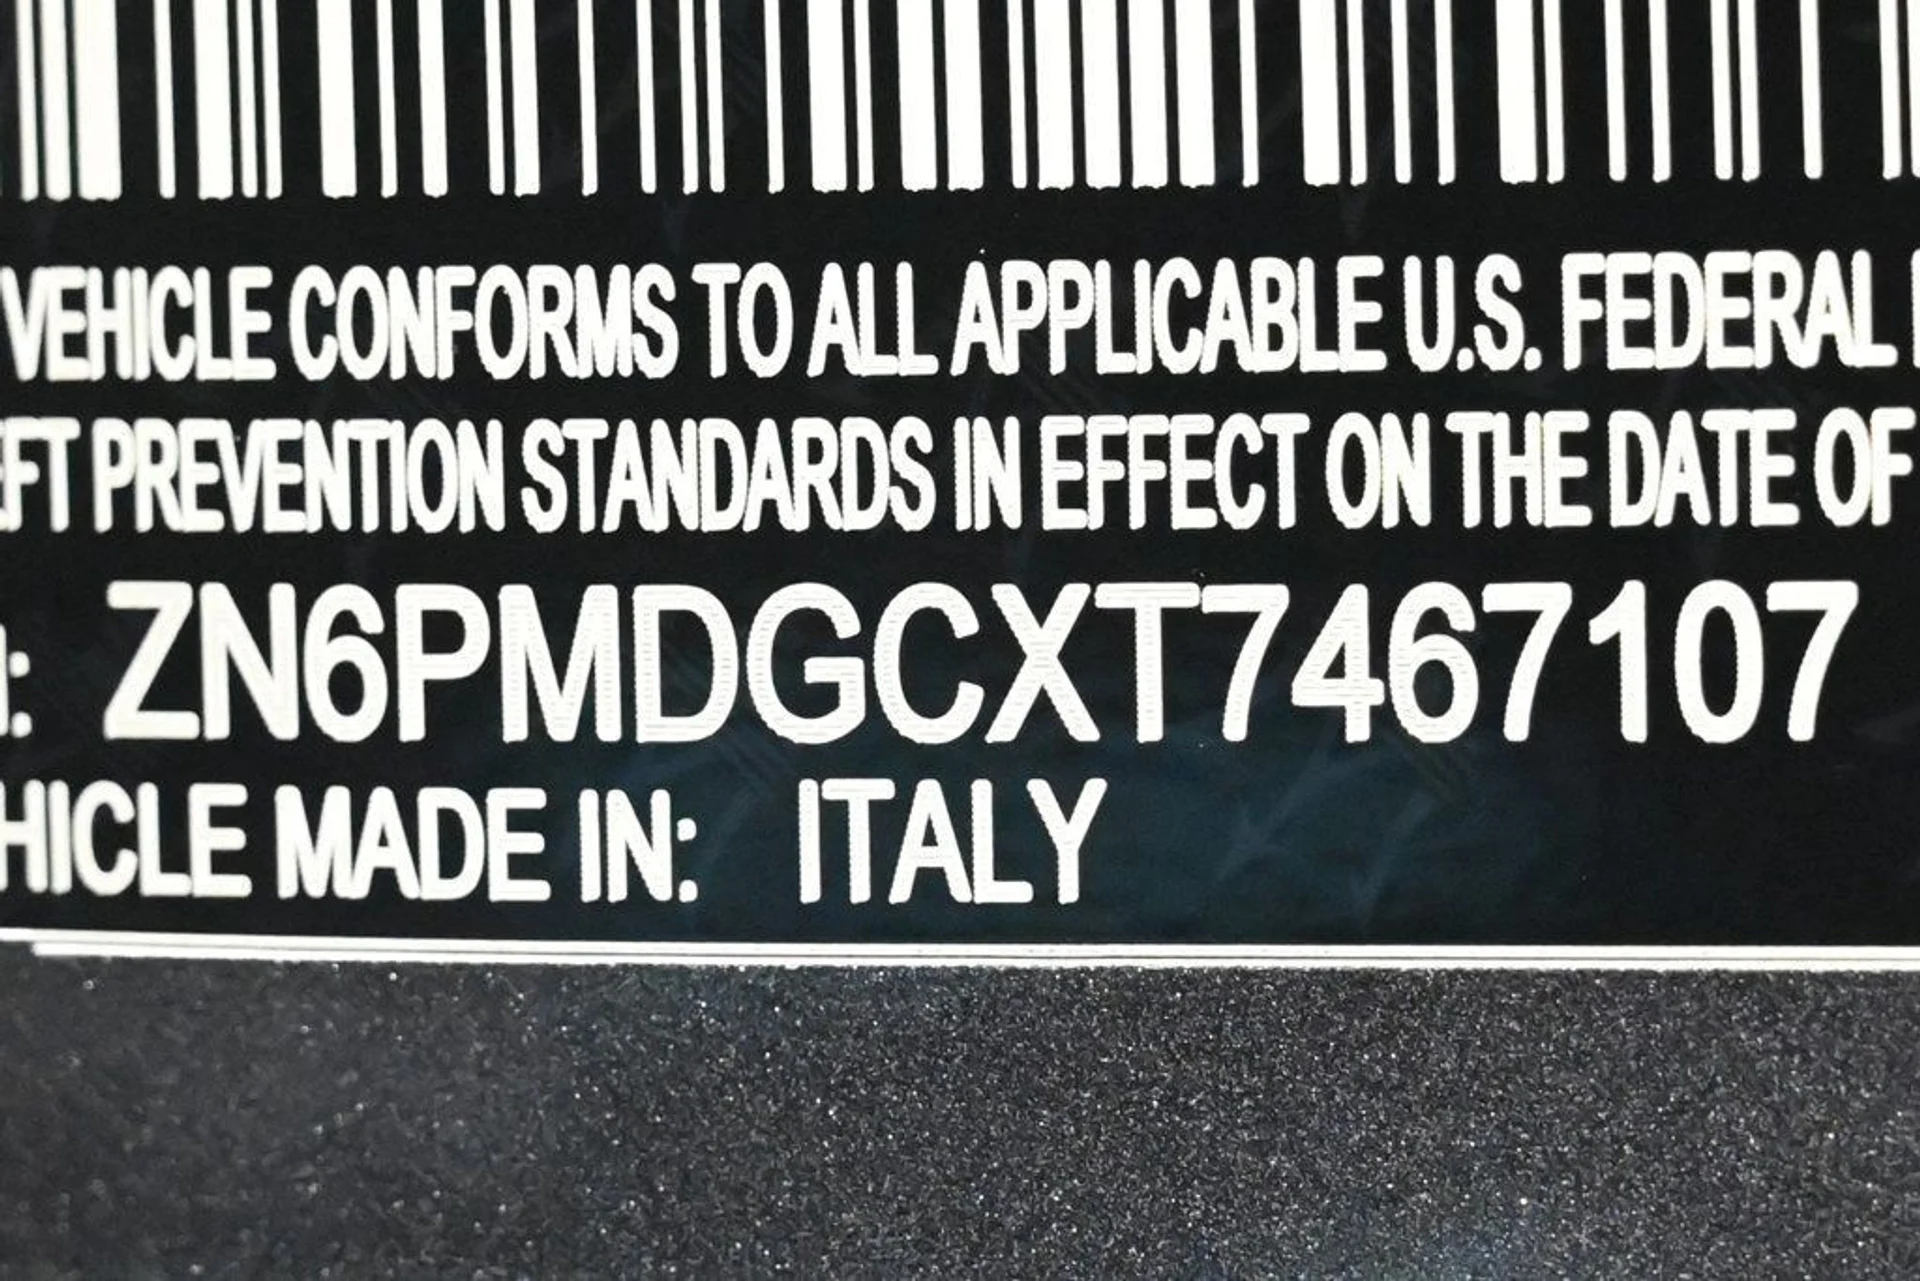 VEHICLE CONFORMS TO ALL APPLICABLE U.S. FEDERAL
PREVENTION STANDARDS IN EFFECT ON THE DATE OF
: ZN6PMDGCXT7467107
HICLE MADE IN: ITALY